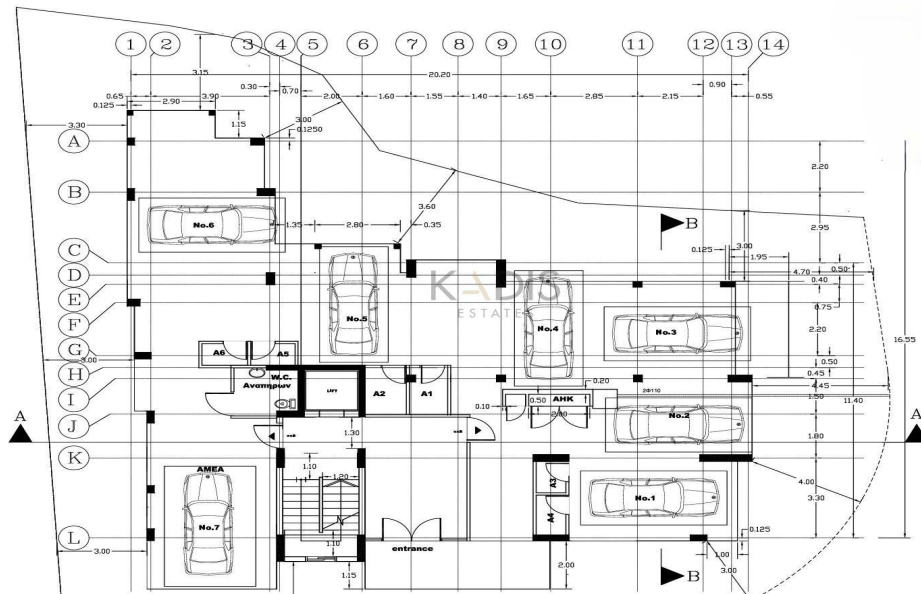 1 2 3 4 5 6 7 8 9 10 11 12 13 14
20.20
3.15
0.30
0.70
0.90
0.65 3.90 2.00 1.60 1.55 1.40 1.65 2.85 2.15 0.55
0.125 2.90
3.00
1.15
0.1250
3.30
A
2.20
B
3.60
2.95
No.6
1.35 2.80 0.35
B
C
0.125 3.00
1.95
4.70
0.50
D
0.40
E
KADIS
ESTATE
0.75
F
No.5
No.4
No.3
2.20
16.55
G
3.00
A6 A5
0.50
H
W.C.
Αναπηρων
LIFT
A2 A1
0.20
0.45
4.45
I
0.10 0.50 AHK
2.00
2Φ110
1.50
11.40
J
No.2
A
A
1.30
1.80
K
1.10
AMEA
1.20
A3
4.00
3.30
No.1
No.7
A4
L
1.10
entrance
0.125
3.00
1.00
1.15
2.00
B
3.00